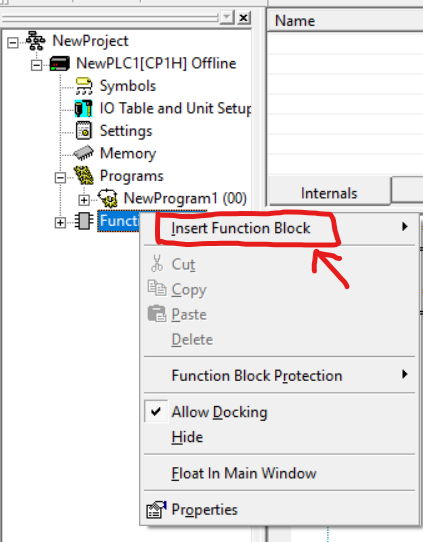 Name
NewProject
NewPLC1[CP1H] Offline
Symbols
IO Table and Unit Setup
Settings
Memory
Programs
NewProgram1 (00)
Functi
Internals
Insert Function Block
Cut
Copy
Paste
Delete
Function Block Protection
Allow Docking
Hide
Float In Main Window
Properties